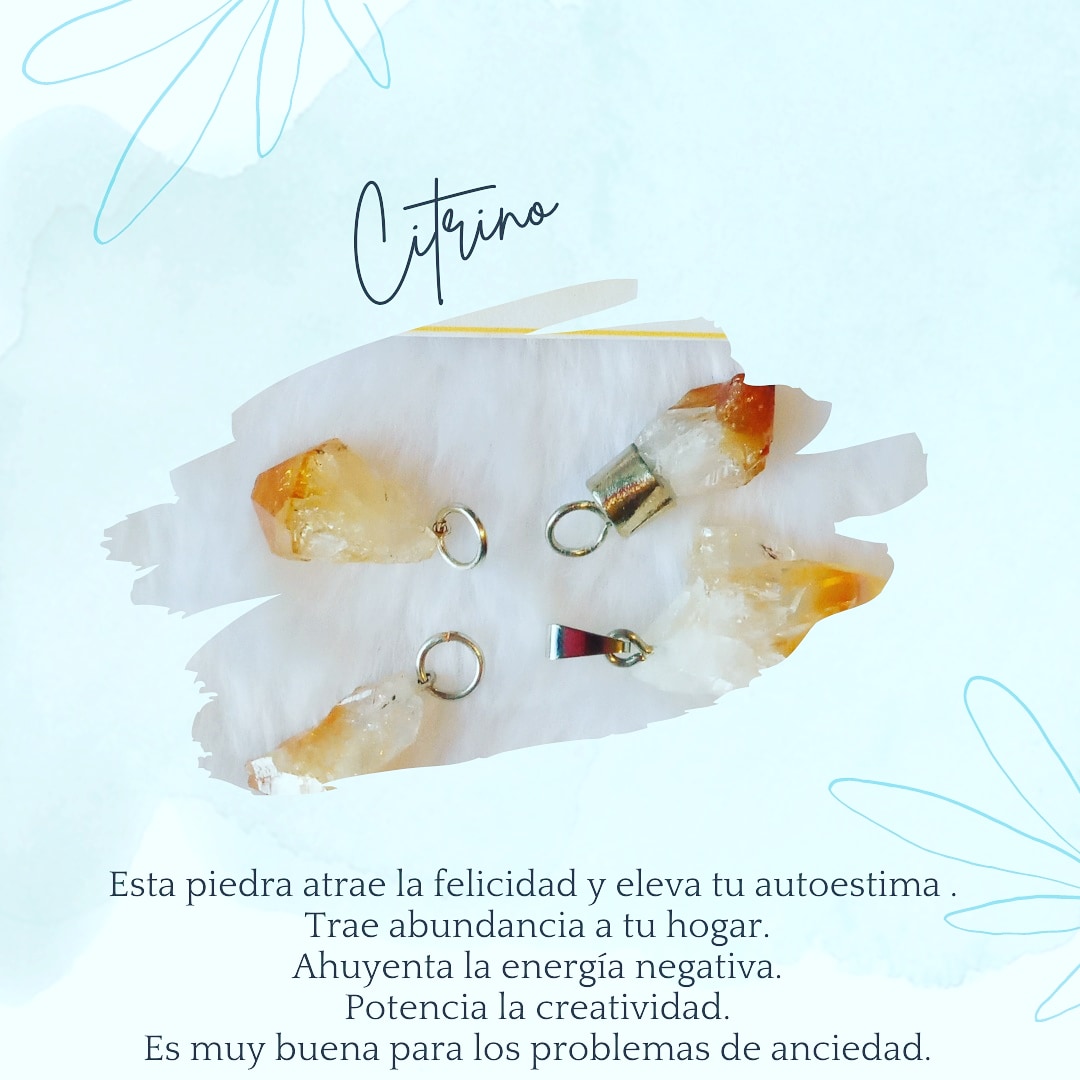 Citrino
Esta piedra atrae la felicidad y eleva tu autoestima .
Trae abundancia a tu hogar.
Ahuyenta la energía negativa.
Potencia la creatividad.
Es muy buena para los problemas de anciedad.